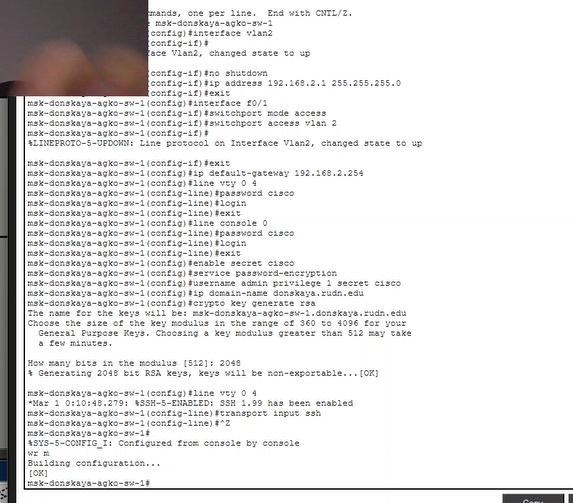 mmands, one per line. End with CNTL/Z.
msk-donskaya-agko-sw-1
(config)#interface vlan2
(config-if)#
face Vlan2, changed state to up
(config-if)#no shutdown
(config-if)#ip address 192.168.2.1 255.255.255.0
(config-if)#exit
msk-donskaya-agko-sw-1(config)#interface f0/1
msk-donskaya-agko-sw-1(config-if)#switchport mode access
msk-donskaya-agko-sw-1(config-if)#switchport access vlan 2
msk-donskaya-agko-sw-1(config-if)#
%LINEPROTO-5-UPDOWN: Line protocol on Interface Vlan2, changed state to up
msk-donskaya-agko-sw-1(config-if)#exit
msk-donskaya-agko-sw-1(config)#ip default-gateway 192.168.2.254
msk-donskaya-agko-sw-1(config)#line vty 0 4
msk-donskaya-agko-sw-1(config-line)#password cisco
msk-donskaya-agko-sw-1(config-line)#login
msk-donskaya-agko-sw-1(config-line)#exit
msk-donskaya-agko-sw-1(config)#line console 0
msk-donskaya-agko-sw-1(config-line)#password cisco
msk-donskaya-agko-sw-1(config-line)#login
msk-donskaya-agko-sw-1(config-line)#exit
msk-donskaya-agko-sw-1(config)#enable secret cisco
msk-donskaya-agko-sw-1(config)#service password-encryption
msk-donskaya-agko-sw-1(config)#username admin privilege 1 secret cisco
msk-donskaya-agko-sw-1(config)#ip domain-name donskaya.rudn.edu
msk-donskaya-agko-sw-1(config)#crypto key generate rsa
The name for the keys will be: msk-donskaya-agko-sw-1.donskaya.rudn.edu
Choose the size of the key modulus in the range of 360 to 4096 for your
General Purpose Keys. Choosing a key modulus greater than 512 may take
a few minutes.
How many bits in the modulus [512]: 2048
% Generating 2048 bit RSA keys, keys will be non-exportable...[OK]
msk-donskaya-agko-sw-1(config)#line vty 0 4
*Mar 1 0:10:48.279: %SSH-5-ENABLED: SSH 1.99 has been enabled
msk-donskaya-agko-sw-1(config-line)#transport input ssh
msk-donskaya-agko-sw-1(config-line)#^Z
msk-donskaya-agko-sw-1#
%SYS-5-CONFIG_I: Configured from console by console
wr m
Building configuration...
[OK]
msk-donskaya-agko-sw-1#